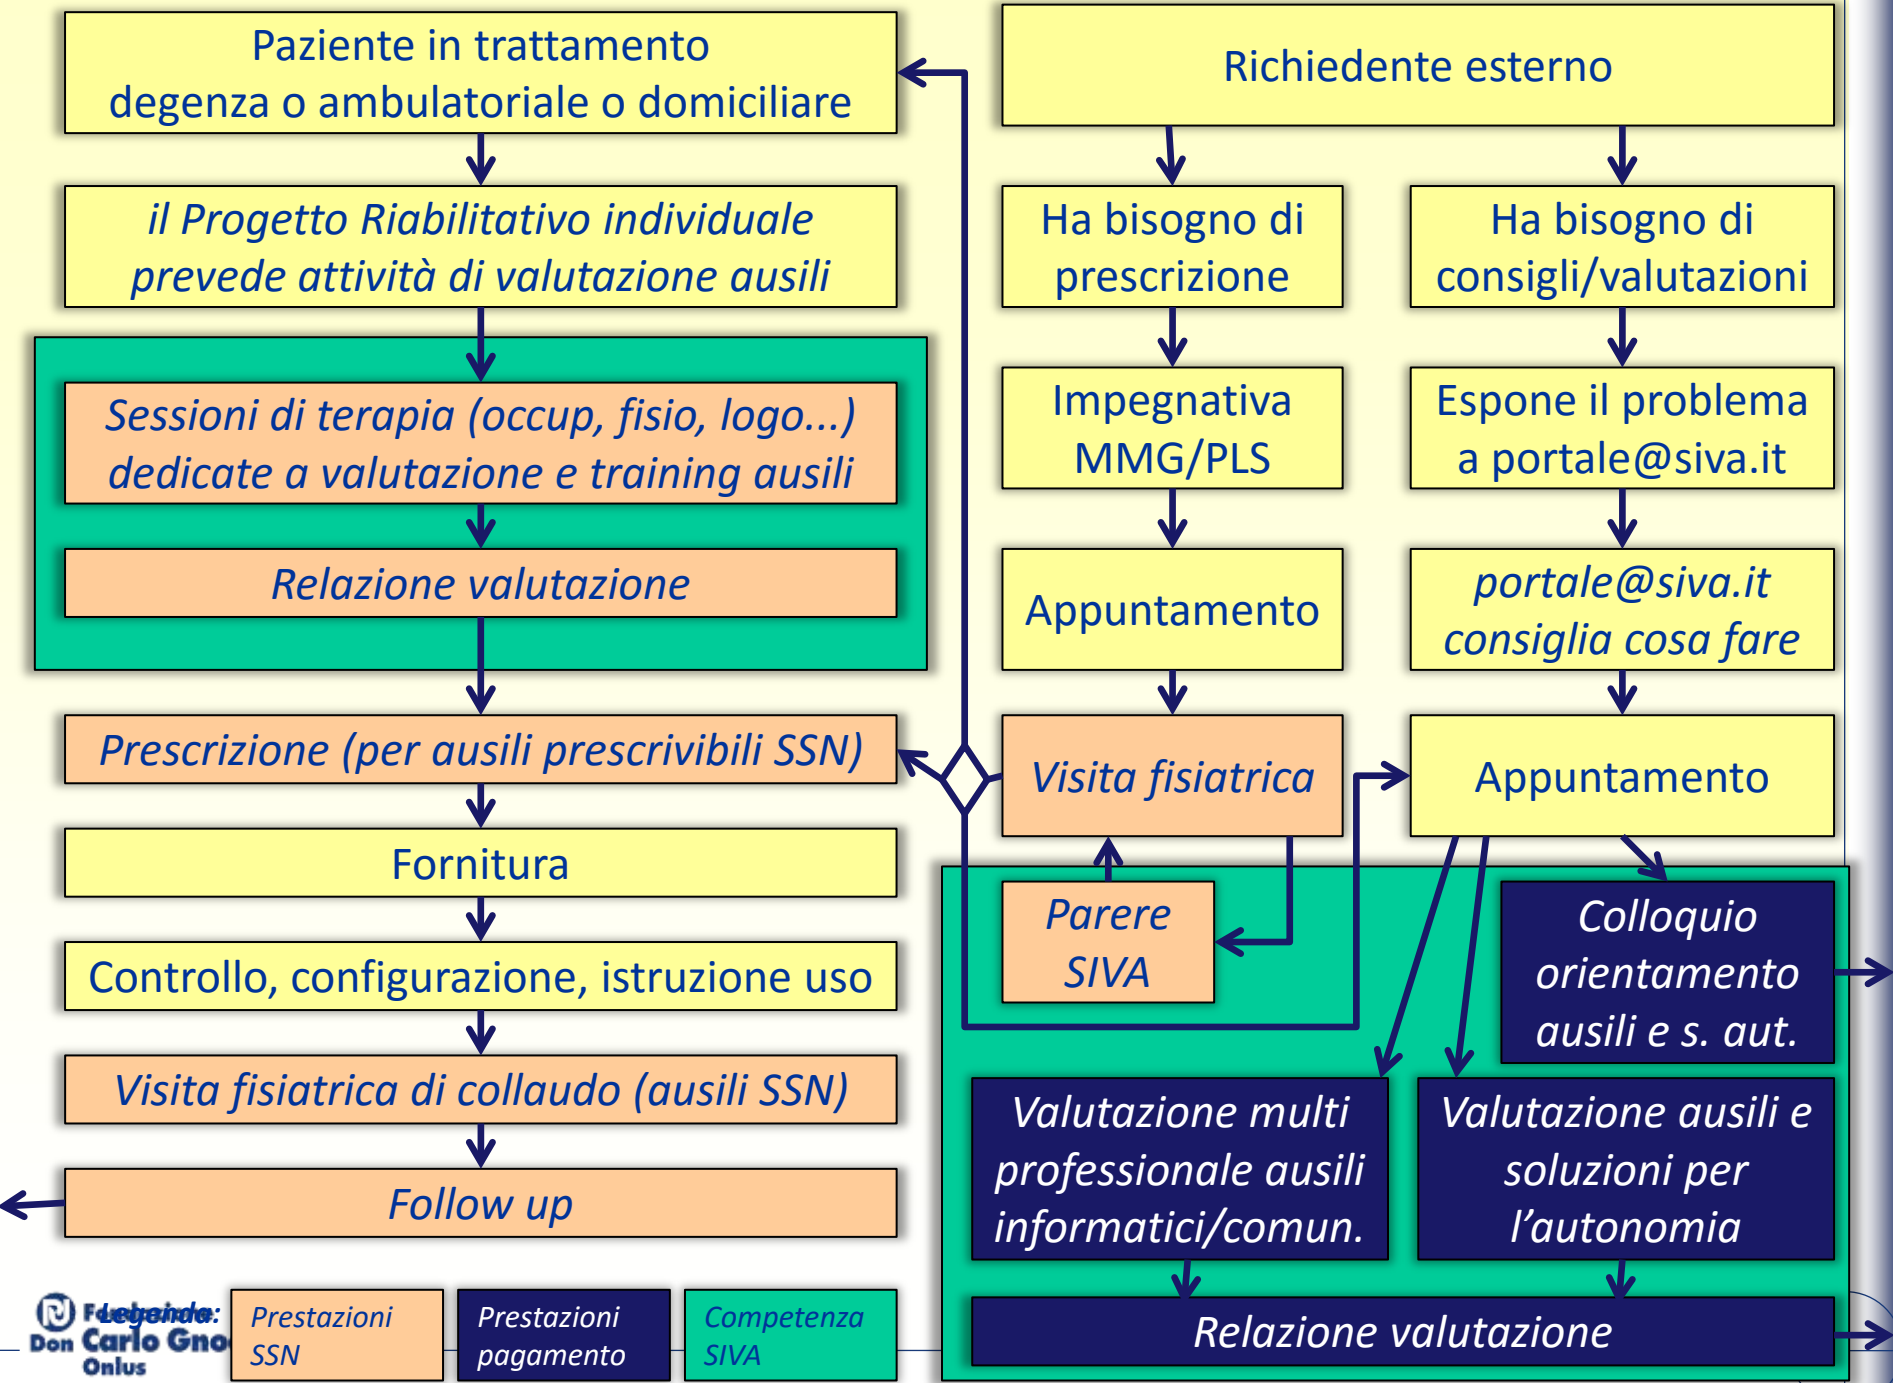 Paziente in trattamento
degenza o ambulatoriale o domiciliare
il Progetto Riabilitativo individuale
prevede attività di valutazione ausili
Sessioni di terapia (occup, fisio, logo...)
dedicate a valutazione e training ausili
Relazione valutazione
Prescrizione (per ausili prescrivibili SSN)
Fornitura
Controllo, configurazione, istruzione uso
Visita fisiatrica di collaudo (ausili SSN)
Follow up
Richiedente esterno
Ha bisogno di
prescrizione
Impegnativa
MMG/PLS
Appuntamento
Visita fisiatrica
Parere
SIVA
Ha bisogno di
consigli/valutazioni
Espone il problema
a portale@siva.it
portale@siva.it
consiglia cosa fare
Appuntamento
Colloquio
orientamento
ausili e s. aut.
Valutazione multi
professionale ausili
informatici/comun.
Valutazione ausili e
soluzioni per
l'autonomia
Relazione valutazione
Legenda:
Don Carlo Gno
Onlus
Prestazioni
SSN
Prestazioni
pagamento
Competenza
SIVA